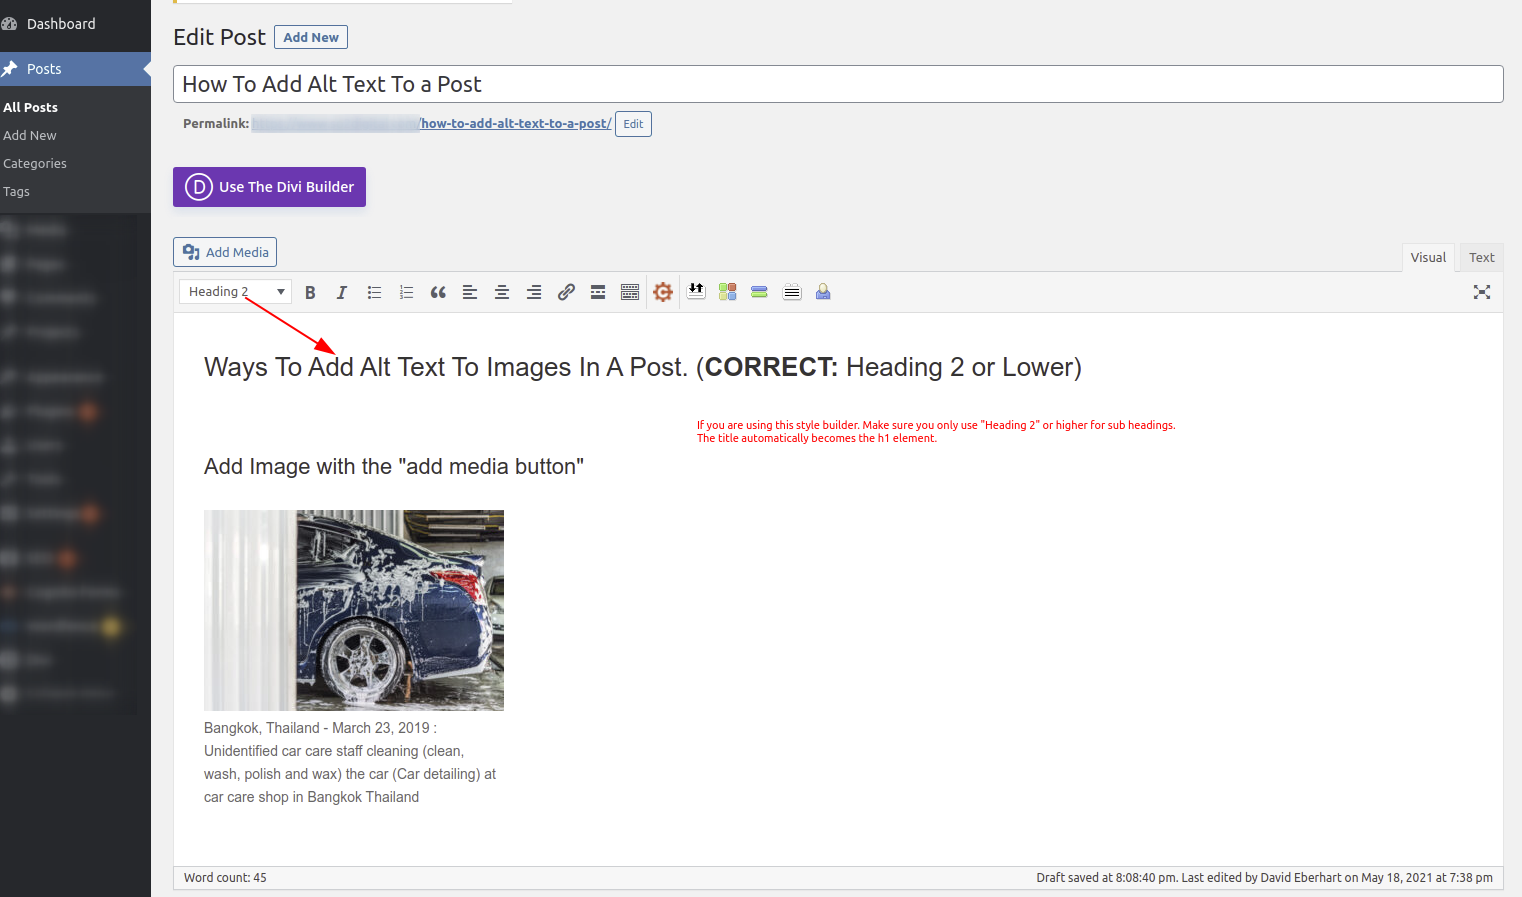 Dashboard
Posts
All Posts
Add New
Categories
Tags
Edit Post
Add New
How To Add Alt Text To a Post
Permalink: /how-to-add-alt-text-to-a-post/ Edit
D Use The Divi Builder
Add Media
Visual Text
Heading 2
Ways To Add Alt Text To Images In A Post. (CORRECT: Heading 2 or Lower)
If you are using this style builder. Make sure you only use "Heading 2" or higher for sub headings.
The title automatically becomes the h1 element.
Add Image with the "add media button"
Bangkok, Thailand - March 23, 2019 :
Unidentified car care staff cleaning (clean,
wash, polish and wax) the car (Car detailing) at
car care shop in Bangkok Thailand
Word count: 45
Draft saved at 8:08:40 pm. Last edited by David Eberhart on May 18, 2021 at 7:38 pm